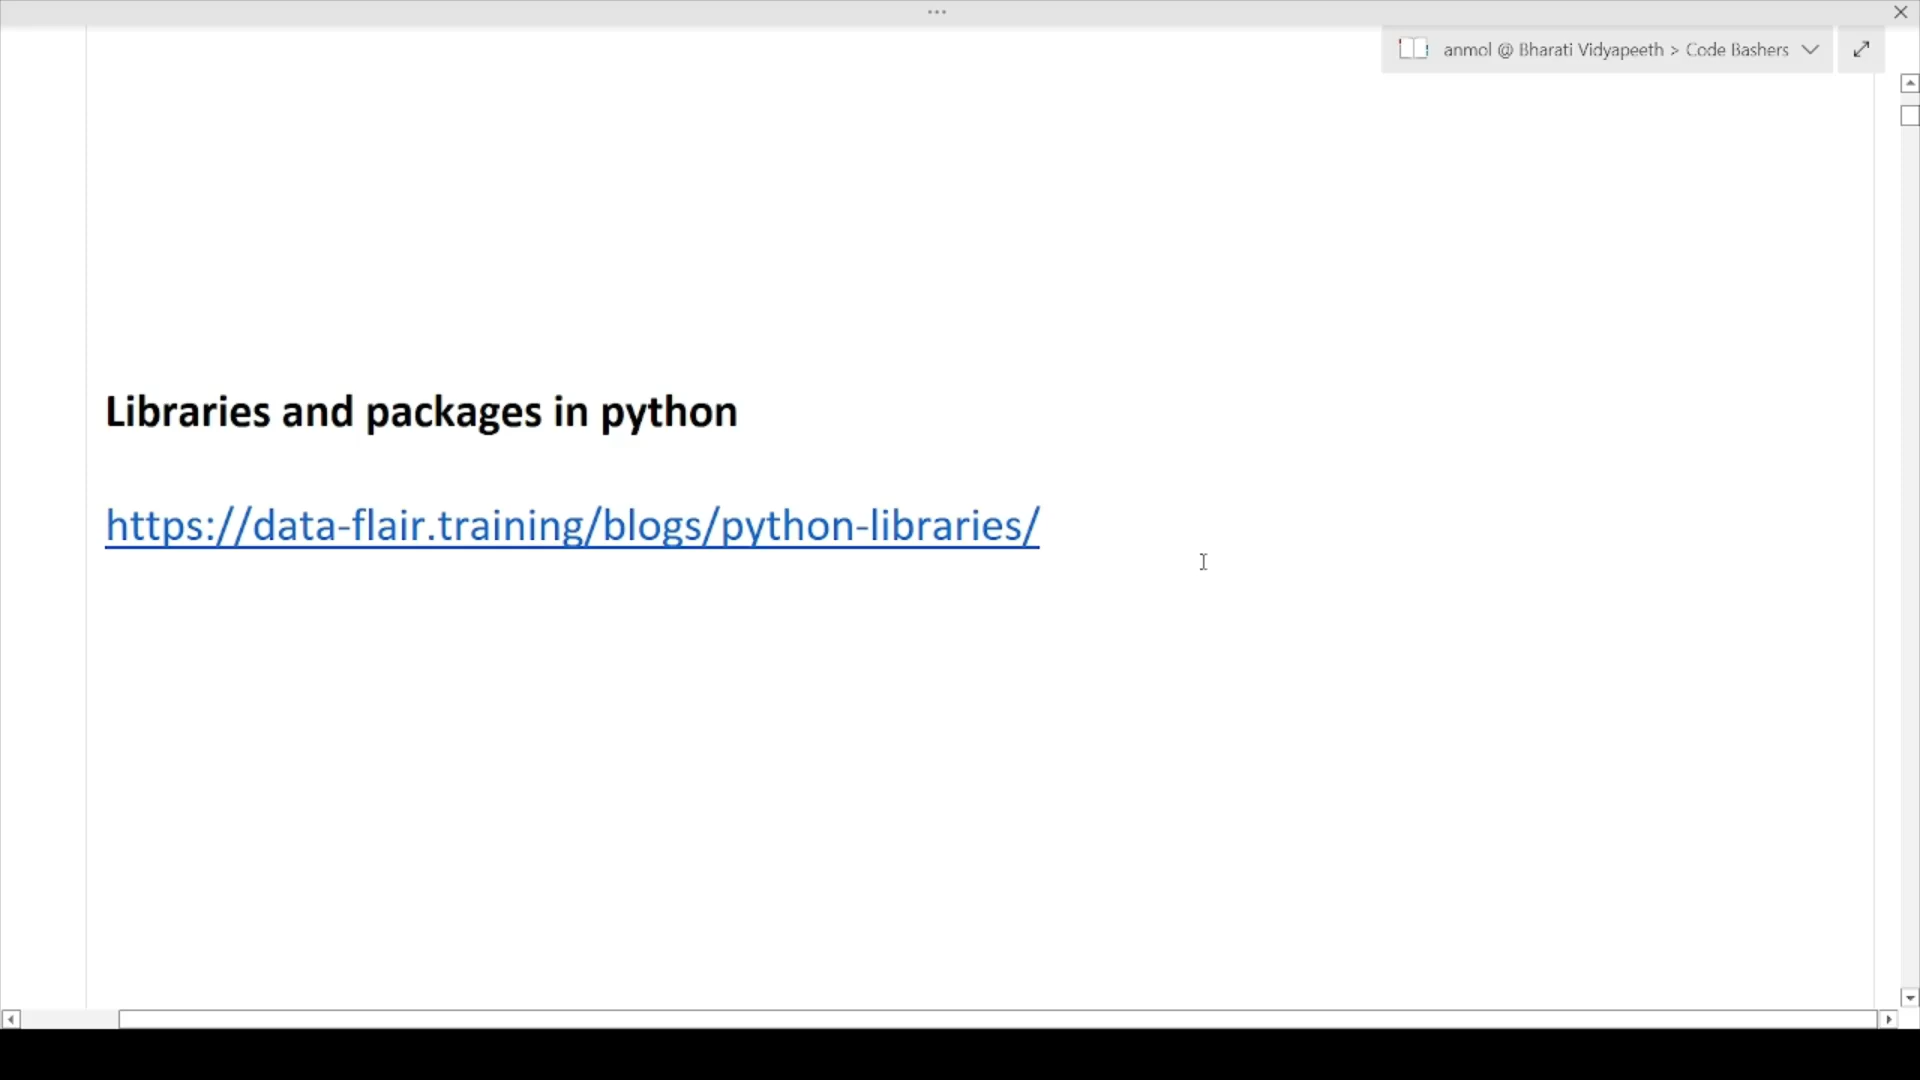 anmol @ Bharati Vidyapeeth > Code Bashers
Libraries and packages in python
https://data-flair.training/blogs/python-libraries/